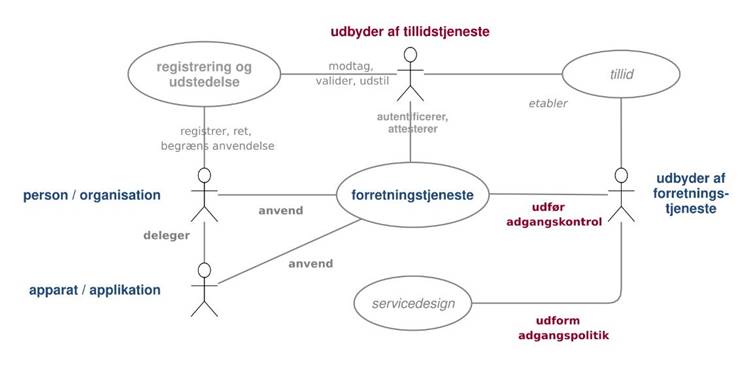 udbyder af tillidstjeneste
registrering og
udstedelse
modtag,
valider, udstil
tillid
etabler
autentificerer,
attesterer
registrer, ret,
begræns anvendelse
person / organisation
anvend
forretningstjeneste
udfør
adgangskontrol
udbyder af
forretnings-
tjeneste
deleger
anvend
apparat / applikation
servicedesign
udform
adgangspolitik